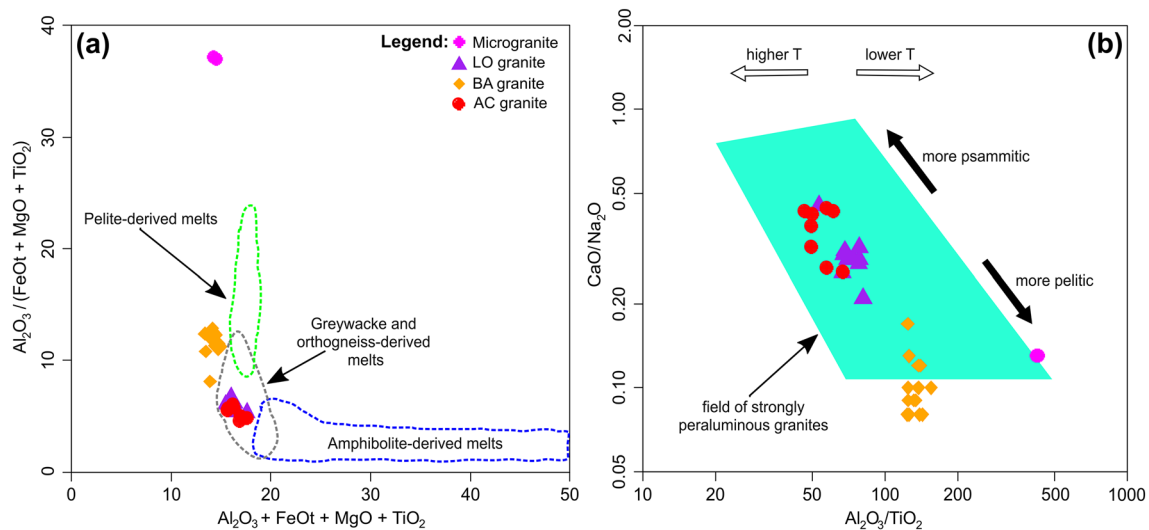 (a)
Legend:
Microgranite
LO granite
BA granite
AC granite
Pelite-derived melts
Greywacke and
orthogneiss-derived
melts
Amphibolite-derived melts
Al₂O₃ / (FeOt + MgO + TiO₂)
40
30
20
10
0
0 10 20 30 40 50
Al₂O₃ + FeOt + MgO + TiO₂
(b)
higher T
lower T
more psammitic
more pelitic
field of strongly
peraluminous granites
CaO/Na₂O
2.00
1.00
0.50
0.20
0.10
0.05
10 20 50 100 200 500 1000
Al₂O₃/TiO₂